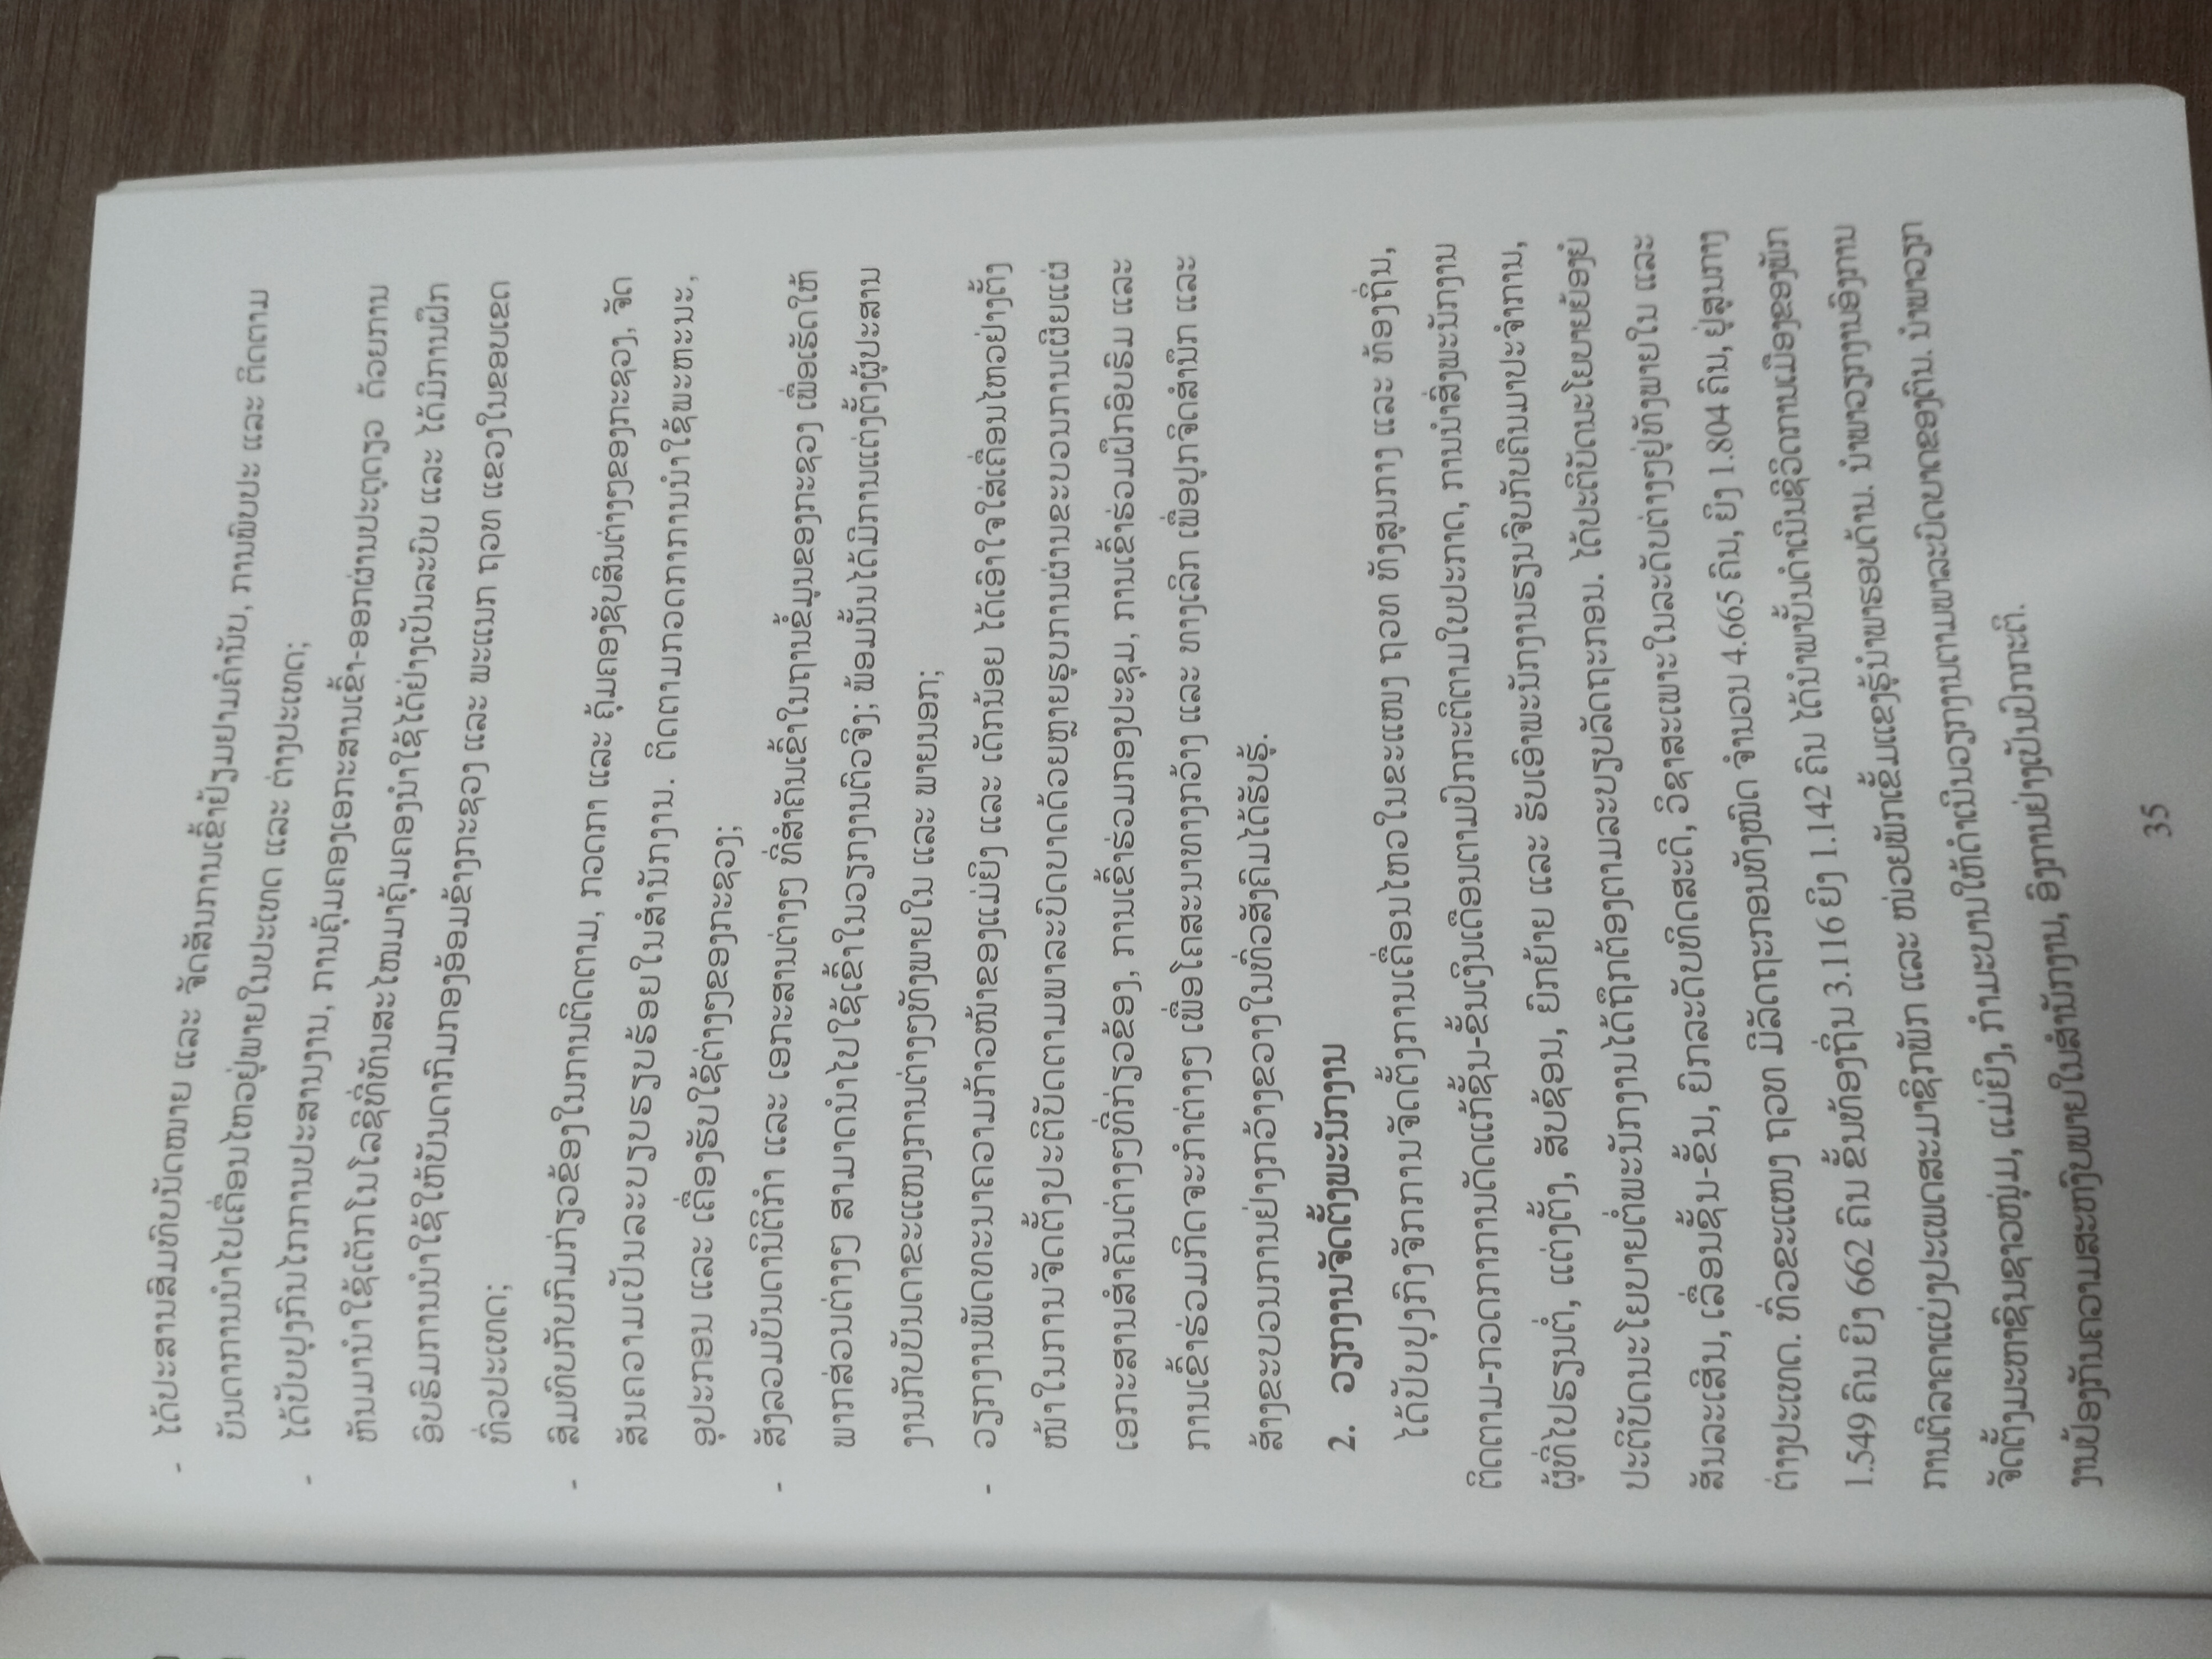 - ໄດ້ປະສານສົມທົບນັດໝາຍ ແລະ ຈັດສັນການເຂົ້າຢ້ຽມຢາມຄໍານັບ, ການພົບປະ ແລະ ຕິດຕາມ
ບັນດາການນໍາໄປເຄື່ອນໄຫວຢູ່ພາຍໃນປະເທດ ແລະ ຕ່າງປະເທດ;
- ໄດ້ປັບປຸງກົນໄກການປະສານງານ, ການຄຸ້ມຄອງເອກະສານເຂົ້າ-ອອກຜ່ານປະຕູດຽວ ດ້ວຍການ
ຫັນມານໍາໃຊ້ເຕັກໂນໂລຊີທີ່ທັນສະໄໝມາຄຸ້ມຄອງນໍາໃຊ້ໄດ້ຢ່າງເປັນລະບົບ ແລະ ໄດ້ມີການຝຶກ
ອົບຮົມການນໍາໃຊ້ໃຫ້ບັນດາກົມກອງອ້ອມຂ້າງກະຊວງ ແລະ ພະແນກ ຖວທ ແຂວງໃນຂອບເຂດ
ທົ່ວປະເທດ;
- ສົມທົບກັບກົມກ່ຽວຂ້ອງໃນການຕິດຕາມ, ກວດກາ ແລະ ຄຸ້ມຄອງຊັບສິນຕ່າງໆຂອງກະຊວງ, ຈັດ
ສັນຄວາມເປັນລະບຽບຮຽບຮ້ອຍໃນສໍານັກງານ. ຕິດຕາມກວດກາການນໍາໃຊ້ພະຫະນະ,
ອຸປະກອນ ແລະ ເຄື່ອງຮັບໃຊ້ຕ່າງໆຂອງກະຊວງ;
- ສັງລວມບັນດານິຕິກໍາ ແລະ ເອກະສານຕ່າງໆ ທີ່ສໍາຄັນເຂົ້າໃນຖານຂໍ້ມູນຂອງກະຊວງ ເພື່ອເຮັດໃຫ້
ພາກສ່ວນຕ່າງໆ ສາມາດນໍາໄປໃຊ້ເຂົ້າໃນວຽກງານຕົວຈິງ; ພ້ອມນັ້ນໄດ້ມີການແຕ່ງຕັ້ງຜູ້ປະສານ
ງານກັບບັນດາຂະແໜງການຕ່າງໆທັງພາຍໃນ ແລະ ພາຍນອກ;
- ວຽກງານພັດທະນາຄວາມກ້າວໜ້າຂອງແມ່ຍິງ ແລະ ເດັກນ້ອຍ ໄດ້ເອົາໃຈໃສ່ເຄື່ອນໄຫວຢ່າງຕັ້ງ
ໜ້າໃນການຈັດຕັ້ງປະຕິບັດຕາມພາລະບົດບາດດ້ວຍຫຼາຍຮູບການຜ່ານຂະບວນການເຜີຍແຜ່
ເອກະສານສໍາຄັນຕ່າງໆທີ່ກ່ຽວຂ້ອງ, ການເຂົ້າຮ່ວມກອງປະຊຸມ, ການເຂົ້າຮ່ວມຝຶກອົບຮົມ ແລະ
ການເຂົ້າຮ່ວມກິດຈະກໍາຕ່າງໆ ເພື່ອໂຄສະນາທາງກວ້າງ ແລະ ທາງເລິກ ເພື່ອປູກຈິດສໍານຶກ ແລະ
ສ້າງຂະບວນການຢ່າງກວ້າງຂວາງໃນທົ່ວສັງຄົມໄດ້ຮັບຮູ້.
2. ວຽກງານຈັດຕັ້ງພະນັກງານ
ໄດ້ປັບປຸງກົງຈັກການຈັດຕັ້ງການເຄື່ອນໄຫວໃນຂະແໜງ ຖວທ ທັງສູນກາງ ແລະ ທ້ອງຖິ່ນ,
ຕິດຕາມ-ກວດກາການດັດແກ້ຊັ້ນ-ຂັ້ນເງິນເດືອນຕາມປົກກະຕິຕາມໃບປະກາດ, ການນໍາສົ່ງພະນັກງານ
ຜູ້ທີ່ໄປຮຽນຕໍ່, ແຕ່ງຕັ້ງ, ສັບຊ້ອນ, ຍົກຍ້າຍ ແລະ ຮັບເອົາພະນັກງານຮຽນຈົບກັບຄືນມາປະຈໍາການ,
ປະຕິບັດນະໂຍບາຍຕໍ່ພະນັກງານໄດ້ຖືກຕ້ອງຕາມລະບຽບລັດຖະກອນ. ໄດ້ປະຕິບັດນະໂຍບາຍຍ້ອງຍໍ
ສັນລະເສີນ, ເລື່ອນຊັ້ນ-ຂັ້ນ, ຍົກລະດັບທິດສະດີ, ວິຊາສະເພາະໃນລະດັບຕ່າງໆຢູ່ທັງພາຍໃນ ແລະ
ຕ່າງປະເທດ. ທົ່ວຂະແໜງ ຖວທ ມີລັດຖະກອນທັງໝົດ ຈໍານວນ 4.665 ຄົນ, ຍິງ 1.804 ຄົນ, ຢູ່ສູນກາງ
1.549 ຄົນ ຍິງ 662 ຄົນ ຂັ້ນທ້ອງຖິ່ນ 3.116 ຍິງ 1.142 ຄົນ ໄດ້ນໍາພາຊີ້ນໍາດໍາເນີນຊີວິດການເມືອງຂອງພັກ
ການຕີລາຄາແບ່ງປະເພດສະມາຊິກພັກ ແລະ ໜ່ວຍພັກເຂັ້ມແຂງຮູ້ນໍາພາຮອບດ້ານ. ນໍາພາວຽກງານອົງການ
ຈັດຕັ້ງມະຫາຊົນຊາວໜຸ່ມ, ແມ່ຍິງ, ກໍາມະບານໃຫ້ດໍາເນີນວຽກງານຕາມພາລະບົດບາດຂອງຕົນ. ນໍາພາວຽກ
ງານປ້ອງກັນຄວາມສະຫງົບພາຍໃນສໍານັກງານ, ອົງການຢ່າງເປັນປົກກະຕິ.
35